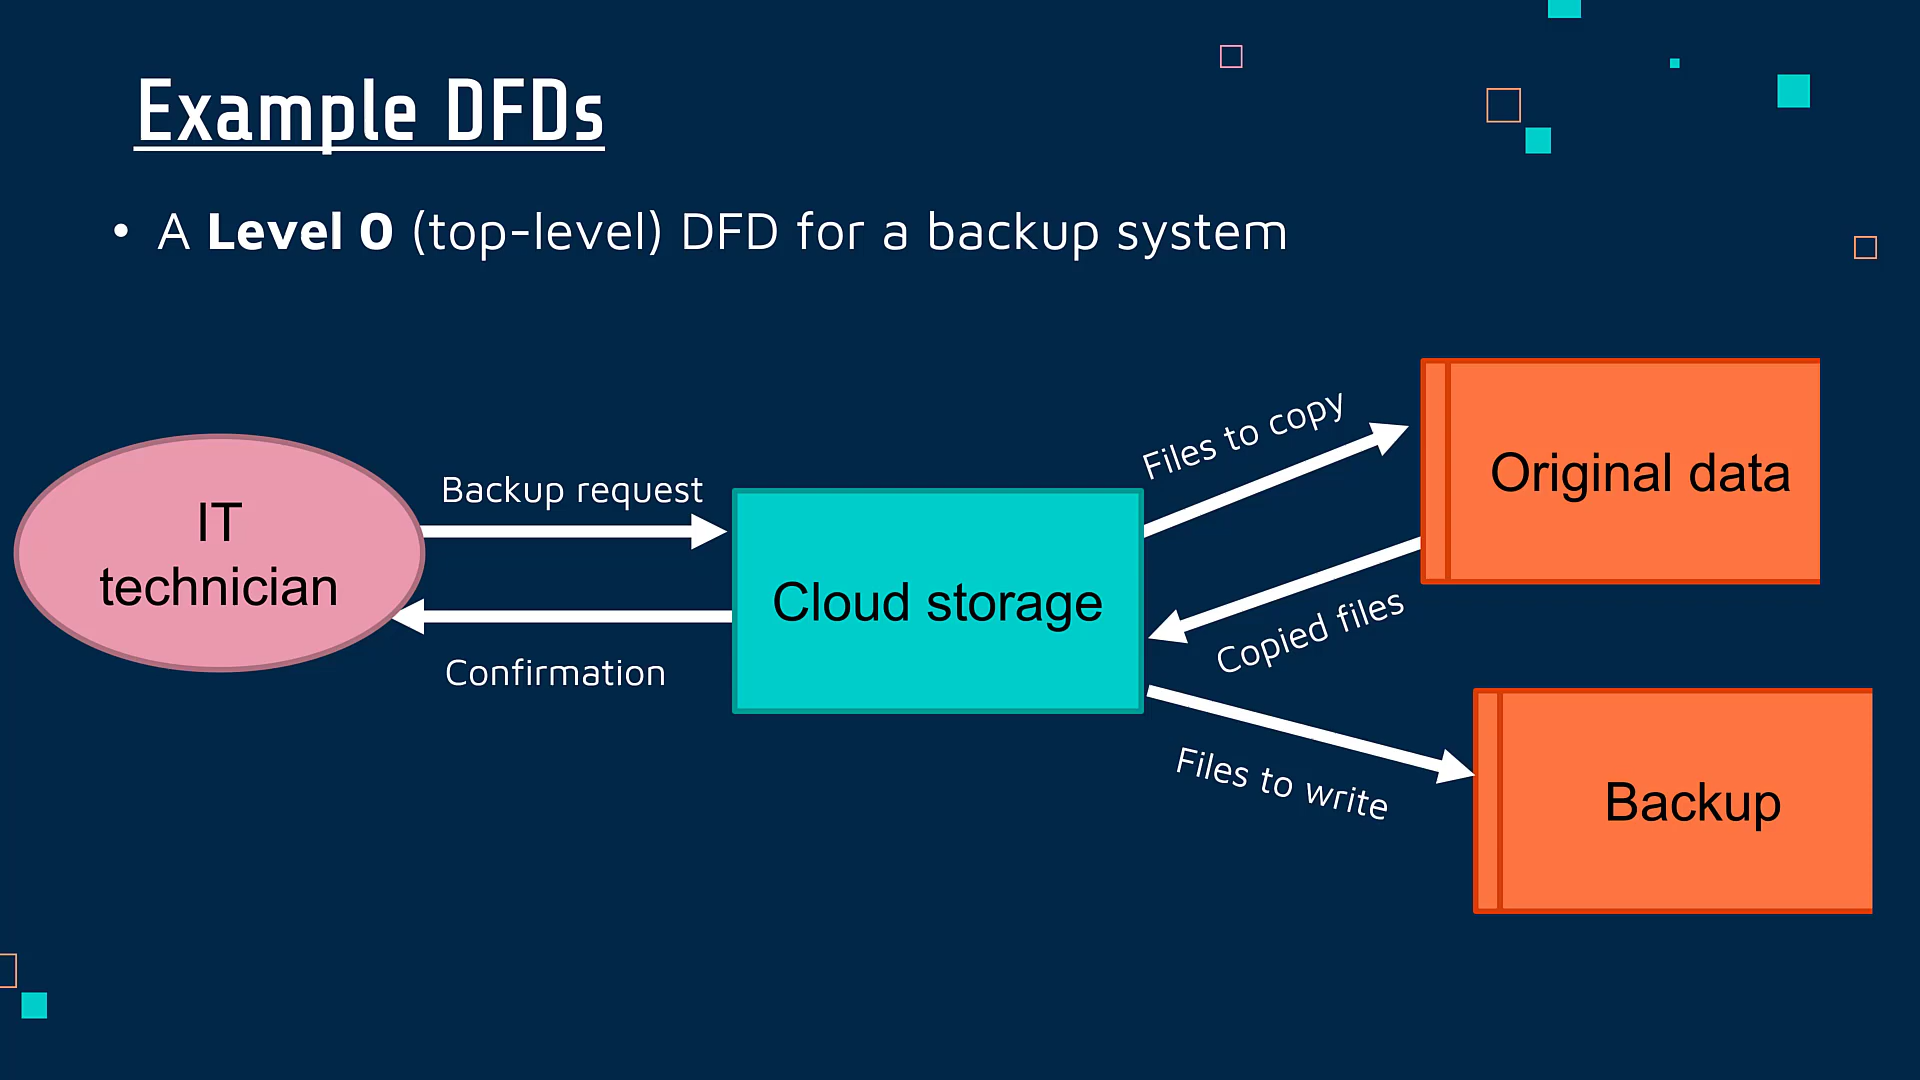 Example DFDs
• A Level 0 (top-level) DFD for a backup system
IT
technician
Backup request
Confirmation
Cloud storage
Files to copy
Copied files
Files to write
Original data
Backup